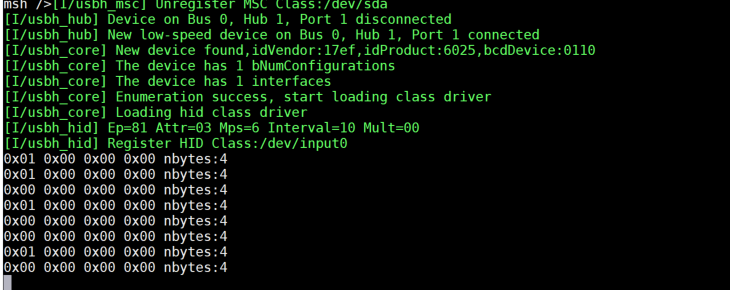 msh />[I/usbh_msc] Unregister MSC Class:/dev/sda
[I/usbh_hub] Device on Bus 0, Hub 1, Port 1 disconnected
[I/usbh_hub] New low-speed device on Bus 0, Hub 1, Port 1 connected
[I/usbh_core] New device found,idVendor:17ef,idProduct:6025,bcdDevice:0110
[I/usbh_core] The device has 1 bNumConfigurations
[I/usbh_core] The device has 1 interfaces
[I/usbh_core] Enumeration success, start loading class driver
[I/usbh_core] Loading hid class driver
[I/usbh_hid] Ep=81 Attr=03 Mps=6 Interval=10 Mult=00
[I/usbh_hid] Register HID Class:/dev/input0
0x01 0x00 0x00 0x00 nbytes:4
0x01 0x00 0x00 0x00 nbytes:4
0x00 0x00 0x00 0x00 nbytes:4
0x01 0x00 0x00 0x00 nbytes:4
0x00 0x00 0x00 0x00 nbytes:4
0x00 0x00 0x00 0x00 nbytes:4
0x01 0x00 0x00 0x00 nbytes:4
0x00 0x00 0x00 0x00 nbytes:4